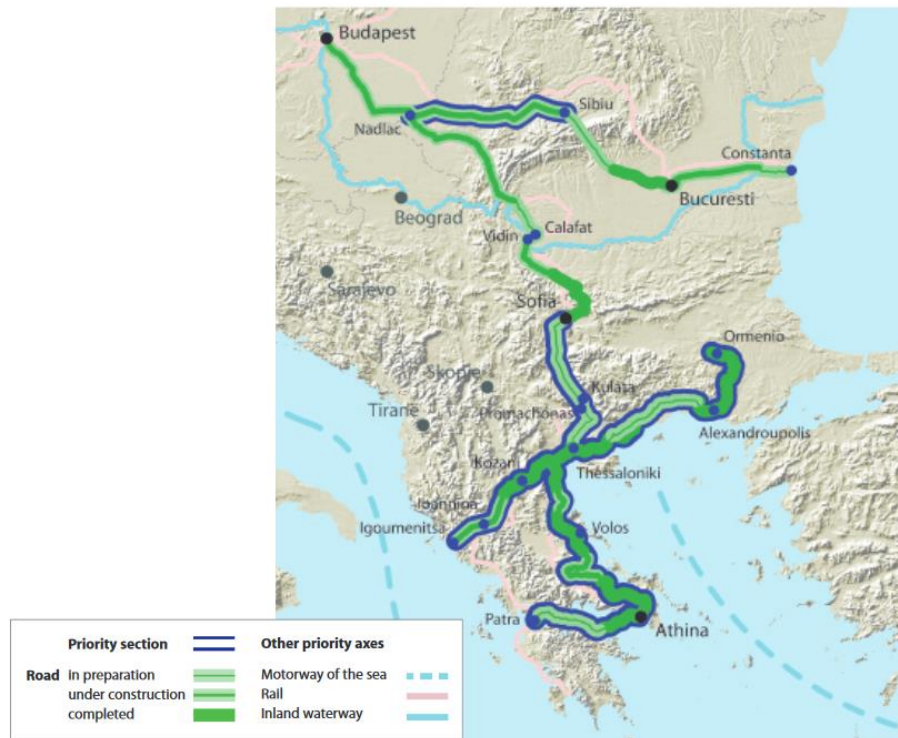 Budapest
Nadlac
Sibiu
Constanta
Bucuresti
Beograd
Calafat
Vidin
Sarajevo
Sofia
Ormenio
Skopje
Kulata
Promachonas
Tirane
Alexandroupolis
Kozani
Thessaloniki
Ioannina
Igoumenitsa
Volos
Patra
Athina
Priority section
Other priority axes
Road in preparation
Motorway of the sea
under construction
Rail
completed
Inland waterway